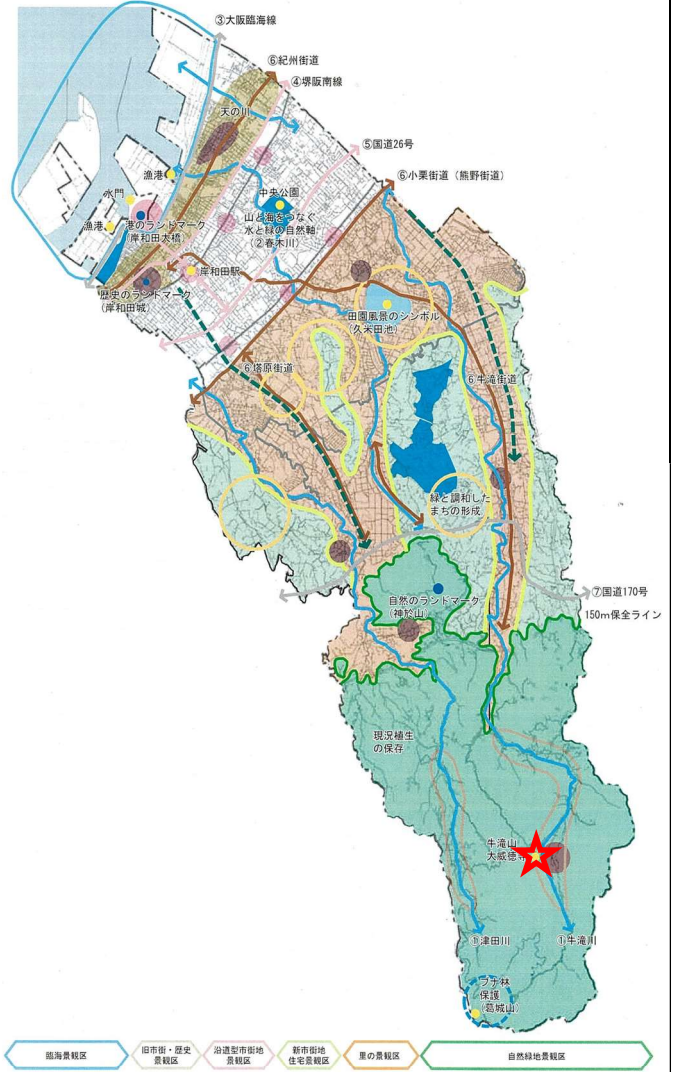 ③大阪臨海線
⑥紀州街道
④堺阪南線
天の川
⑤国道26号
漁港
⑥小栗街道（熊野街道）
水門
中央公園
漁港
港のランドマーク
（岸和田大橋）
山と海をつなぐ
水と緑の自然軸
（②春木川）
岸和田駅
歴史のランドマーク
（岸和田城）
田園風景のシンボル
（久米田池）
6 塔原街道
6 牛滝街道
緑と調和した
まちの形成
⑦国道170号
自然のランドマーク
（神於山）
150m保全ライン
現況植生
の保存
牛滝山
大威徳寺
①津田川
①牛滝川
ブナ林
保護
（葛城山）
臨海景観区
旧市街・歴史
景観区
沿道型市街地
景観区
新市街地
住宅景観区
里の景観区
自然緑地景観区